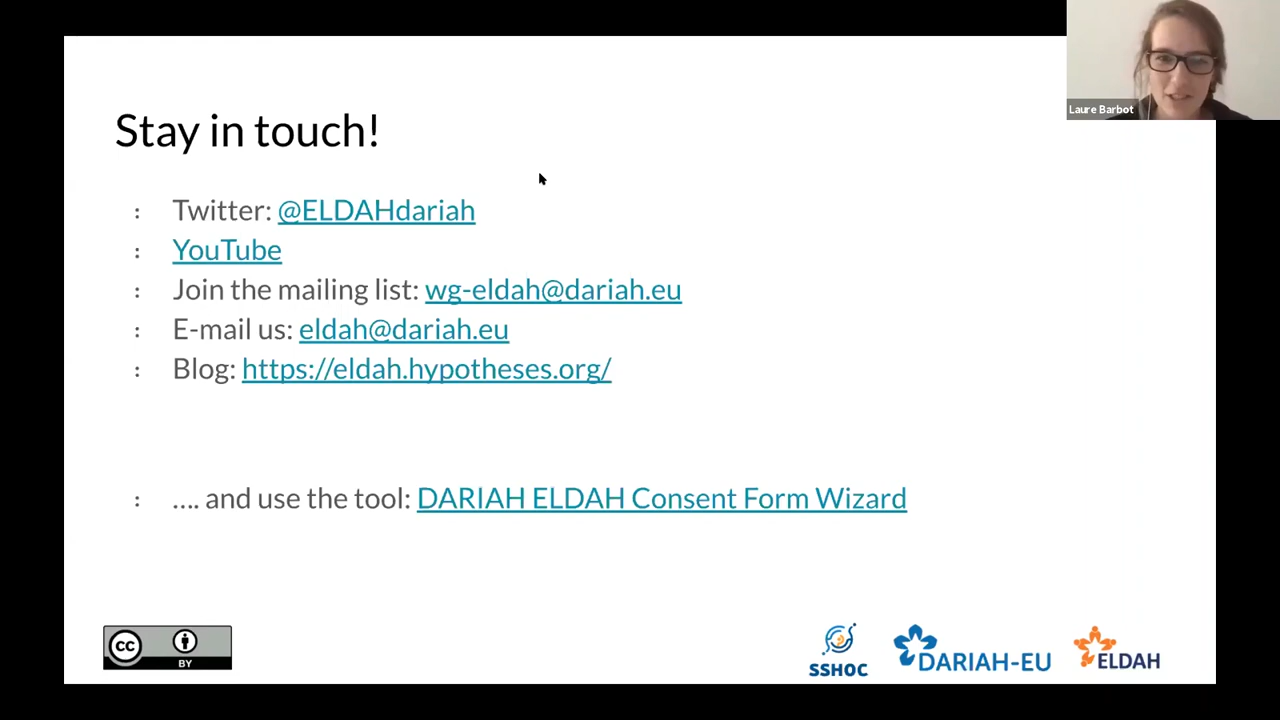 Laure Barbot
Stay in touch!
: Twitter: @ELDAHdariah
: YouTube
: Join the mailing list: wg-eldah@dariah.eu
: E-mail us: eldah@dariah.eu
: Blog: https://eldah.hypotheses.org/
: .... and use the tool: DARIAH ELDAH Consent Form Wizard
CC BY
SSHOC
DARIAH-EU
ELDAH